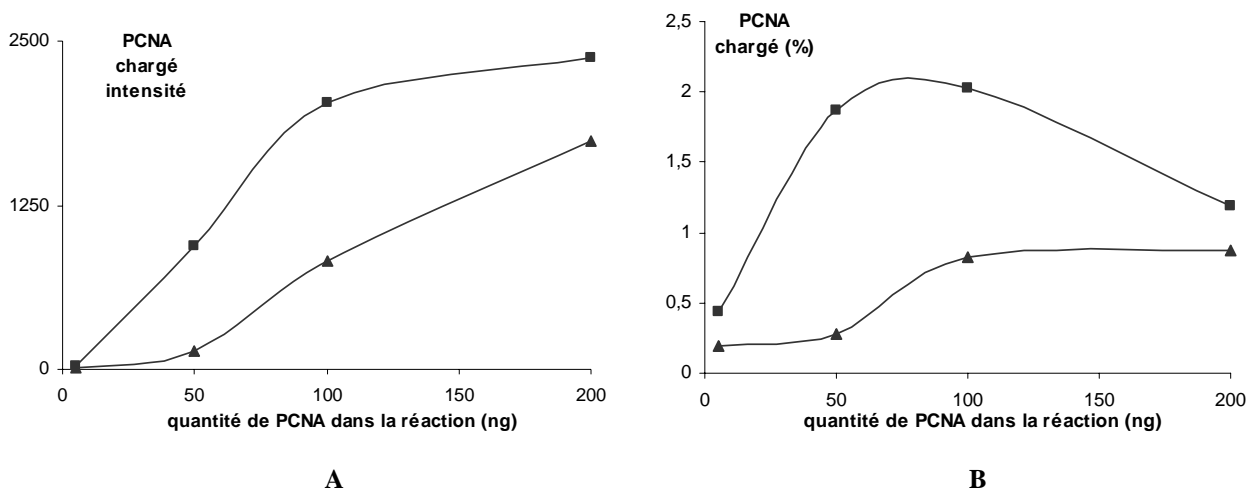 PCNA
chargé
intensité
2500
1250
0
0
50
100
150
200
quantité de PCNA dans la réaction (ng)
A
PCNA
chargé (%)
2,5
2
1,5
1
0,5
0
0
50
100
150
200
quantité de PCNA dans la réaction (ng)
B